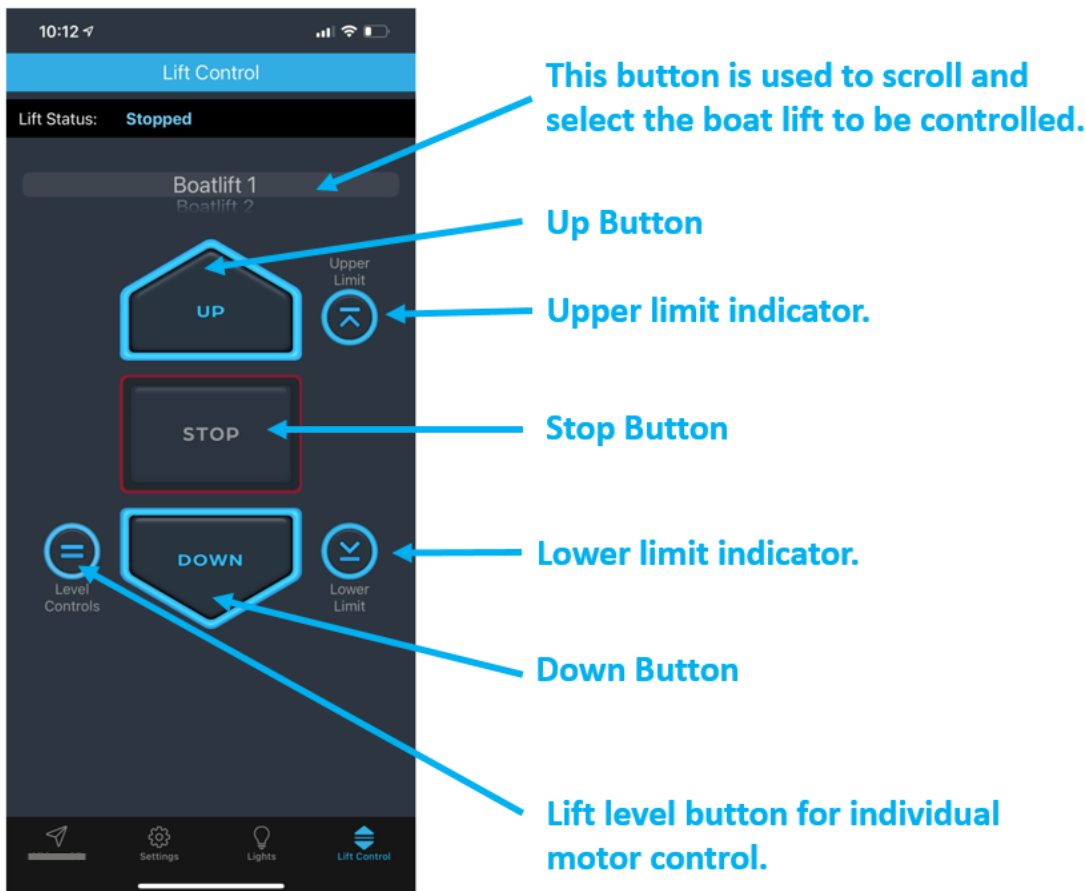 10:12
Lift Control
Lift Status: Stopped
Boatlift 1
Boatlift 2
UP
Upper
Limit
STOP
DOWN
Level
Controls
Lower
Limit
Settings
Lights
Lift Control
This button is used to scroll and
select the boat lift to be controlled.
Up Button
Upper limit indicator.
Stop Button
Lower limit indicator.
Down Button
Lift level button for individual
motor control.